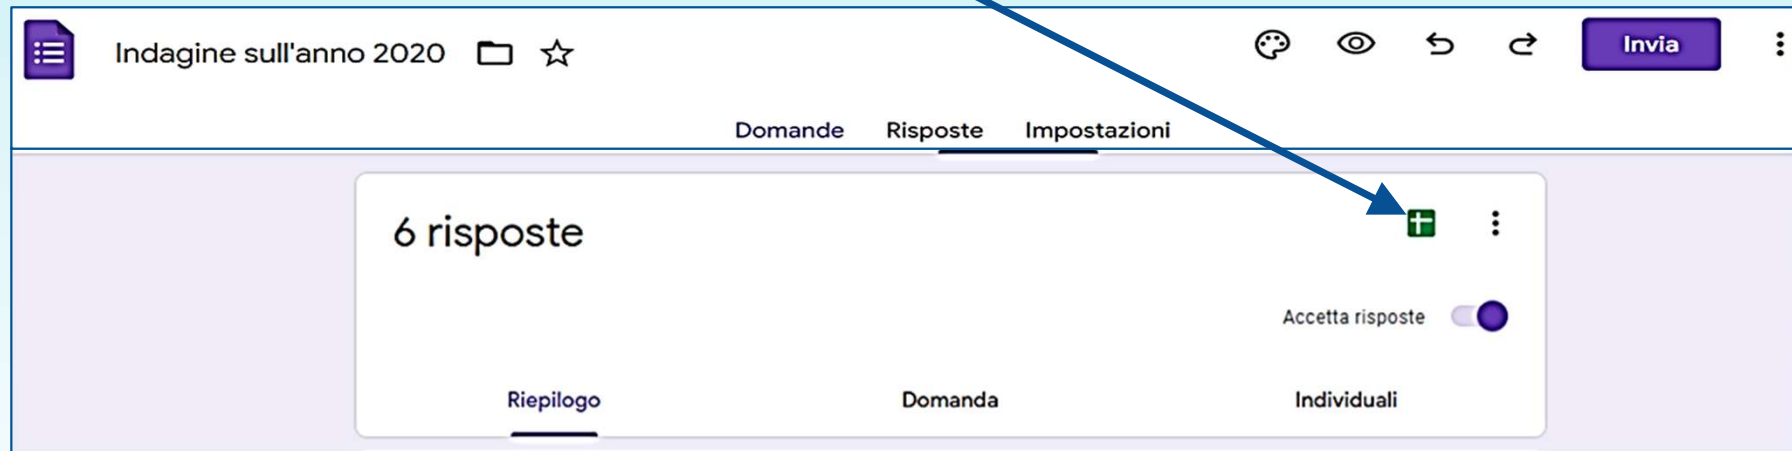 Indagine sull'anno 2020
Invia
Domande Risposte Impostazioni
6 risposte
Accetta risposte
Riepilogo Domanda Individuali